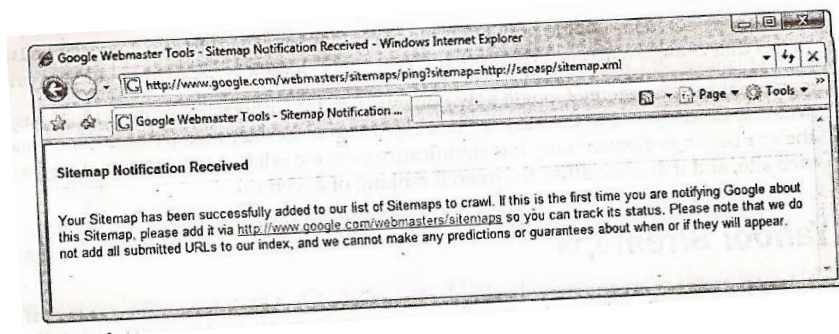 Google Webmaster Tools - Sitemap Notification Received - Windows Internet Explorer
http://www.google.com/webmasters/sitemaps/ping?sitemap=http://seoasp/sitemap.xml
Google Webmaster Tools - Sitemap Notification ...
Page
Tools
Sitemap Notification Received
Your Sitemap has been successfully added to our list of Sitemaps to crawl. If this is the first time you are notifying Google about
this Sitemap, please add it via http://www.google.com/webmasters/sitemaps so you can track its status. Please note that we do
not add all submitted URLs to our index, and we cannot make any predictions or guarantees about when or if they will appear.